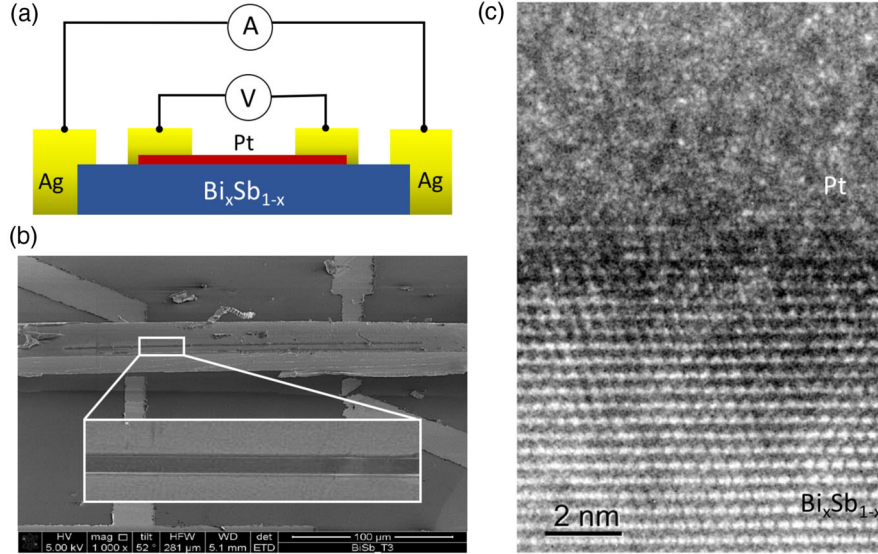 (a)
A
V
Pt
Ag
Ag
BixSb1-x
(b)
HV
mag
tilt
HFW
WD
det
100 µm
5.00 kV
1 000 x
52 °
281 µm
5.1 mm
ETD
BiSb_T3
(c)
Pt
2 nm
BixSb1-x